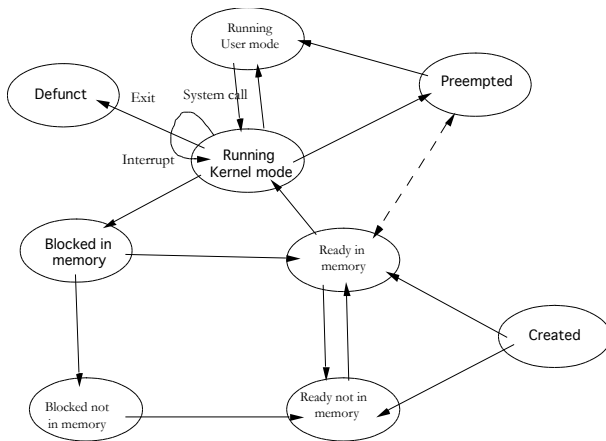 Running
User mode
Preempted
Defunct
Exit
System call
Interrupt
Running
Kernel mode
Blocked in
memory
Ready in
memory
Created
Blocked not
in memory
Ready not in
memory